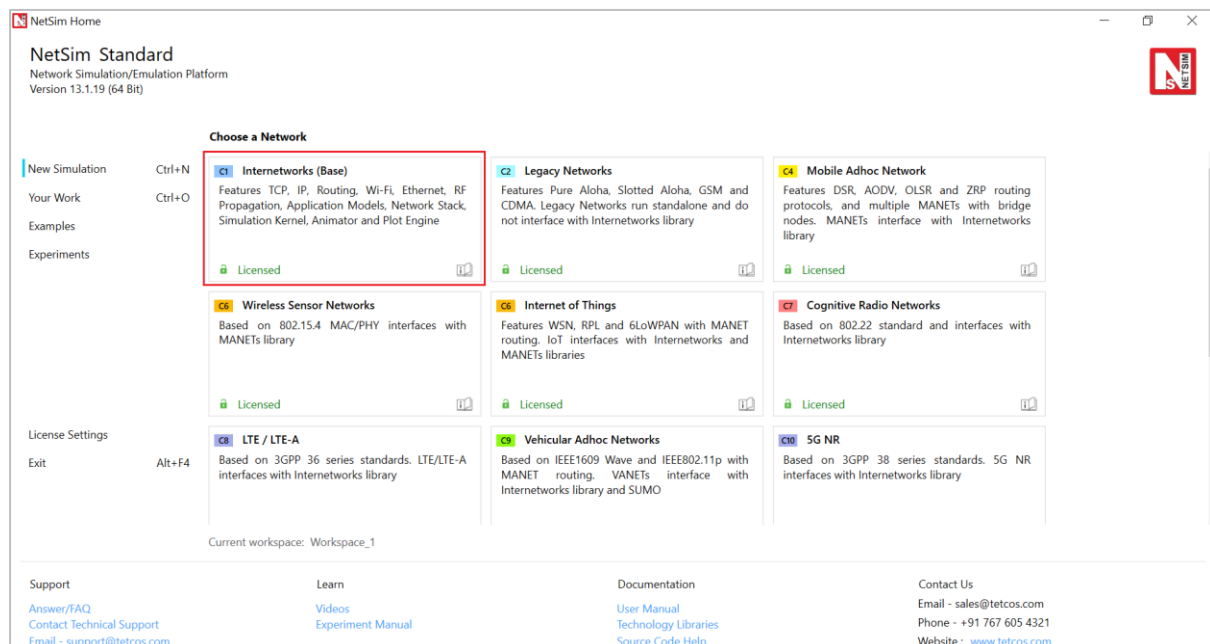 NetSim Home
NetSim Standard
Network Simulation/Emulation Platform
Version 13.1.19 (64 Bit)
NS NETSIM
Choose a Network
New Simulation Ctrl+N
Your Work Ctrl+O
Examples
Experiments
License Settings
Exit Alt+F4
C1 Internetworks (Base)
Features TCP, IP, Routing, Wi-Fi, Ethernet, RF
Propagation, Application Models, Network Stack,
Simulation Kernel, Animator and Plot Engine
Licensed
C2 Legacy Networks
Features Pure Aloha, Slotted Aloha, GSM and
CDMA. Legacy Networks run standalone and do
not interface with Internetworks library
Licensed
C4 Mobile Adhoc Network
Features DSR, AODV, OLSR and ZRP routing
protocols, and multiple MANETs with bridge
nodes. MANETs interface with Internetworks
library
Licensed
C6 Wireless Sensor Networks
Based on 802.15.4 MAC/PHY interfaces with
MANETs library
Licensed
C6 Internet of Things
Features WSN, RPL and 6LoWPAN with MANET
routing. IoT interfaces with Internetworks and
MANETs libraries
Licensed
C7 Cognitive Radio Networks
Based on 802.22 standard and interfaces with
Internetworks library
Licensed
C8 LTE / LTE-A
Based on 3GPP 36 series standards. LTE/LTE-A
interfaces with Internetworks library
C9 Vehicular Adhoc Networks
Based on IEEE1609 Wave and IEEE802.11p with
MANET routing. VANETs interface with
Internetworks library and SUMO
C10 5G NR
Based on 3GPP 38 series standards. 5G NR
interfaces with Internetworks library
Current workspace: Workspace_1
Support
Answer/FAQ
Contact Technical Support
Email - support@tetcos.com
Learn
Videos
Experiment Manual
Documentation
User Manual
Technology Libraries
Source Code Help
Contact Us
Email - sales@tetcos.com
Phone - +91 767 605 4321
Website : www.tetcos.com